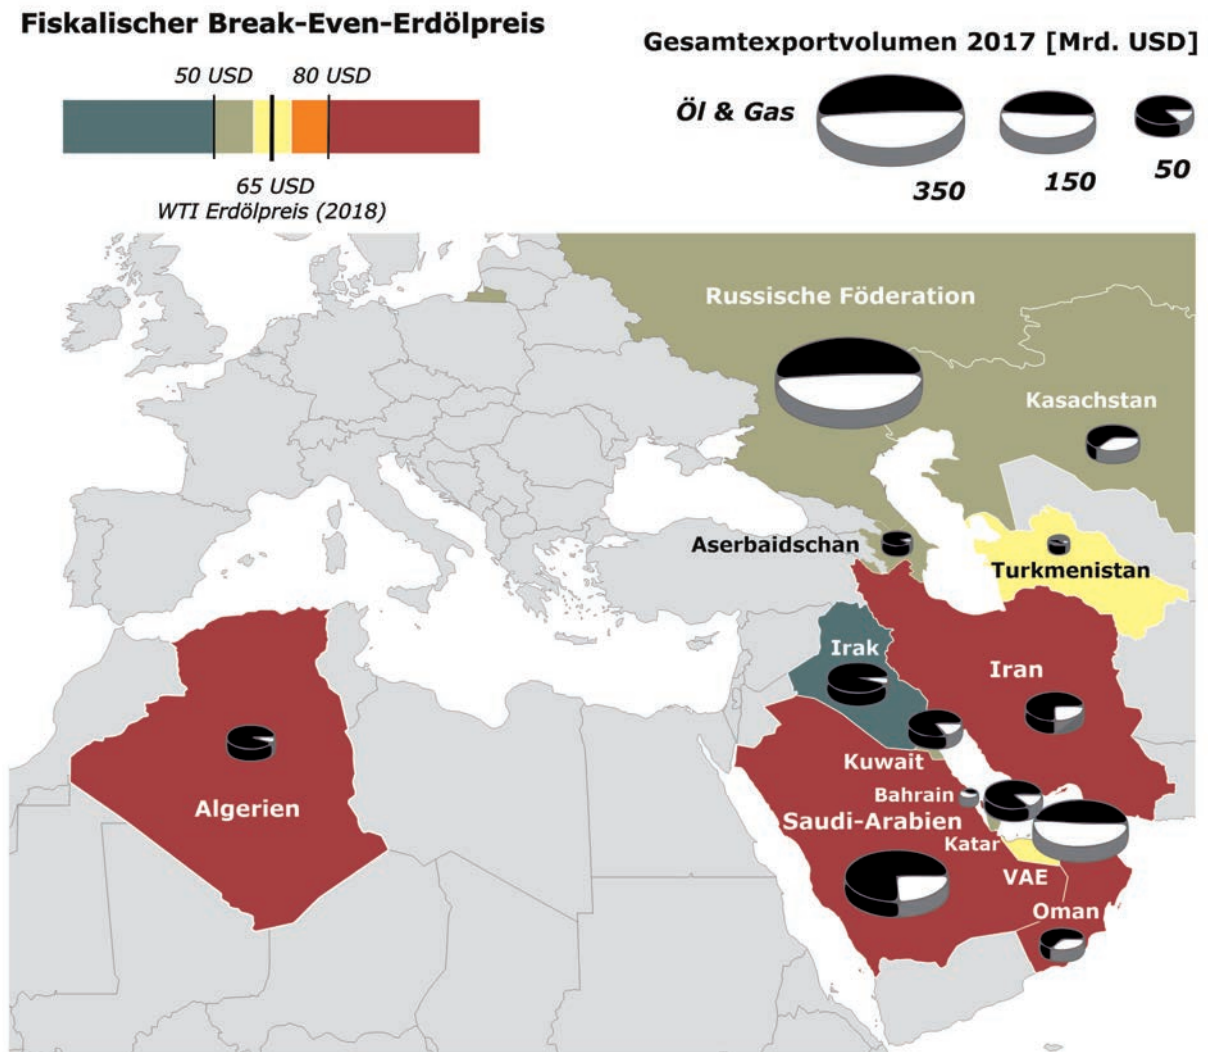 Fiskalischer Break-Even-Erdölpreis
50 USD
80 USD
65 USD
WTI Erdölpreis (2018)
Gesamtexportvolumen 2017 [Mrd. USD]
Öl & Gas
350
150
50
Russische Föderation
Kasachstan
Aserbaidschan
Turkmenistan
Irak
Iran
Kuwait
Bahrain
Saudi-Arabien
Katar
VAE
Oman
Algerien